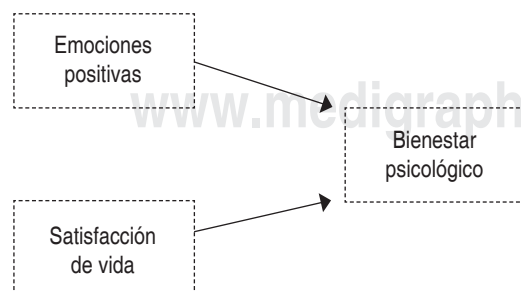 Emociones
positivas
www.medigraph
Bienestar
psicológico
Satisfacción
de vida